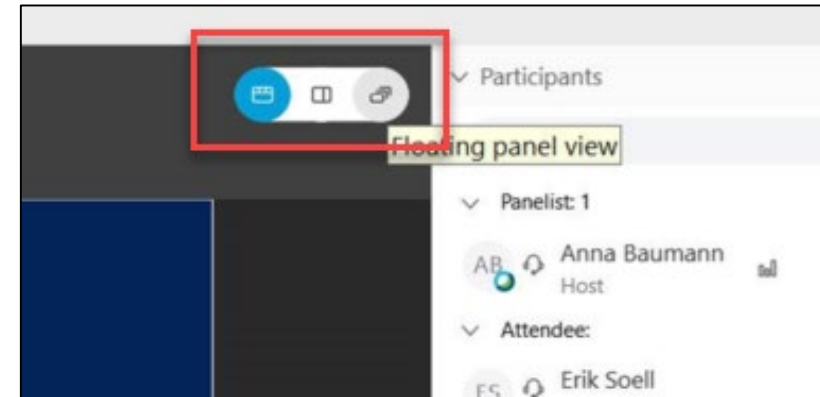 Participants
Floating panel view
Panelist: 1
AB
Anna Baumann
Host
Attendee:
ES
Erik Soell